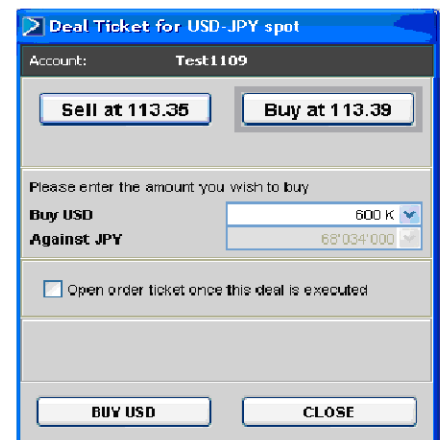 Deal Ticket for USD-JPY spot
Account: Test1109
Sell at 113.35 Buy at 113.39
Please enter the amount you wish to buy
Buy USD 600 K
Against JPY 68'034'000
Open order ticket once this deal is executed
BUY USD CLOSE